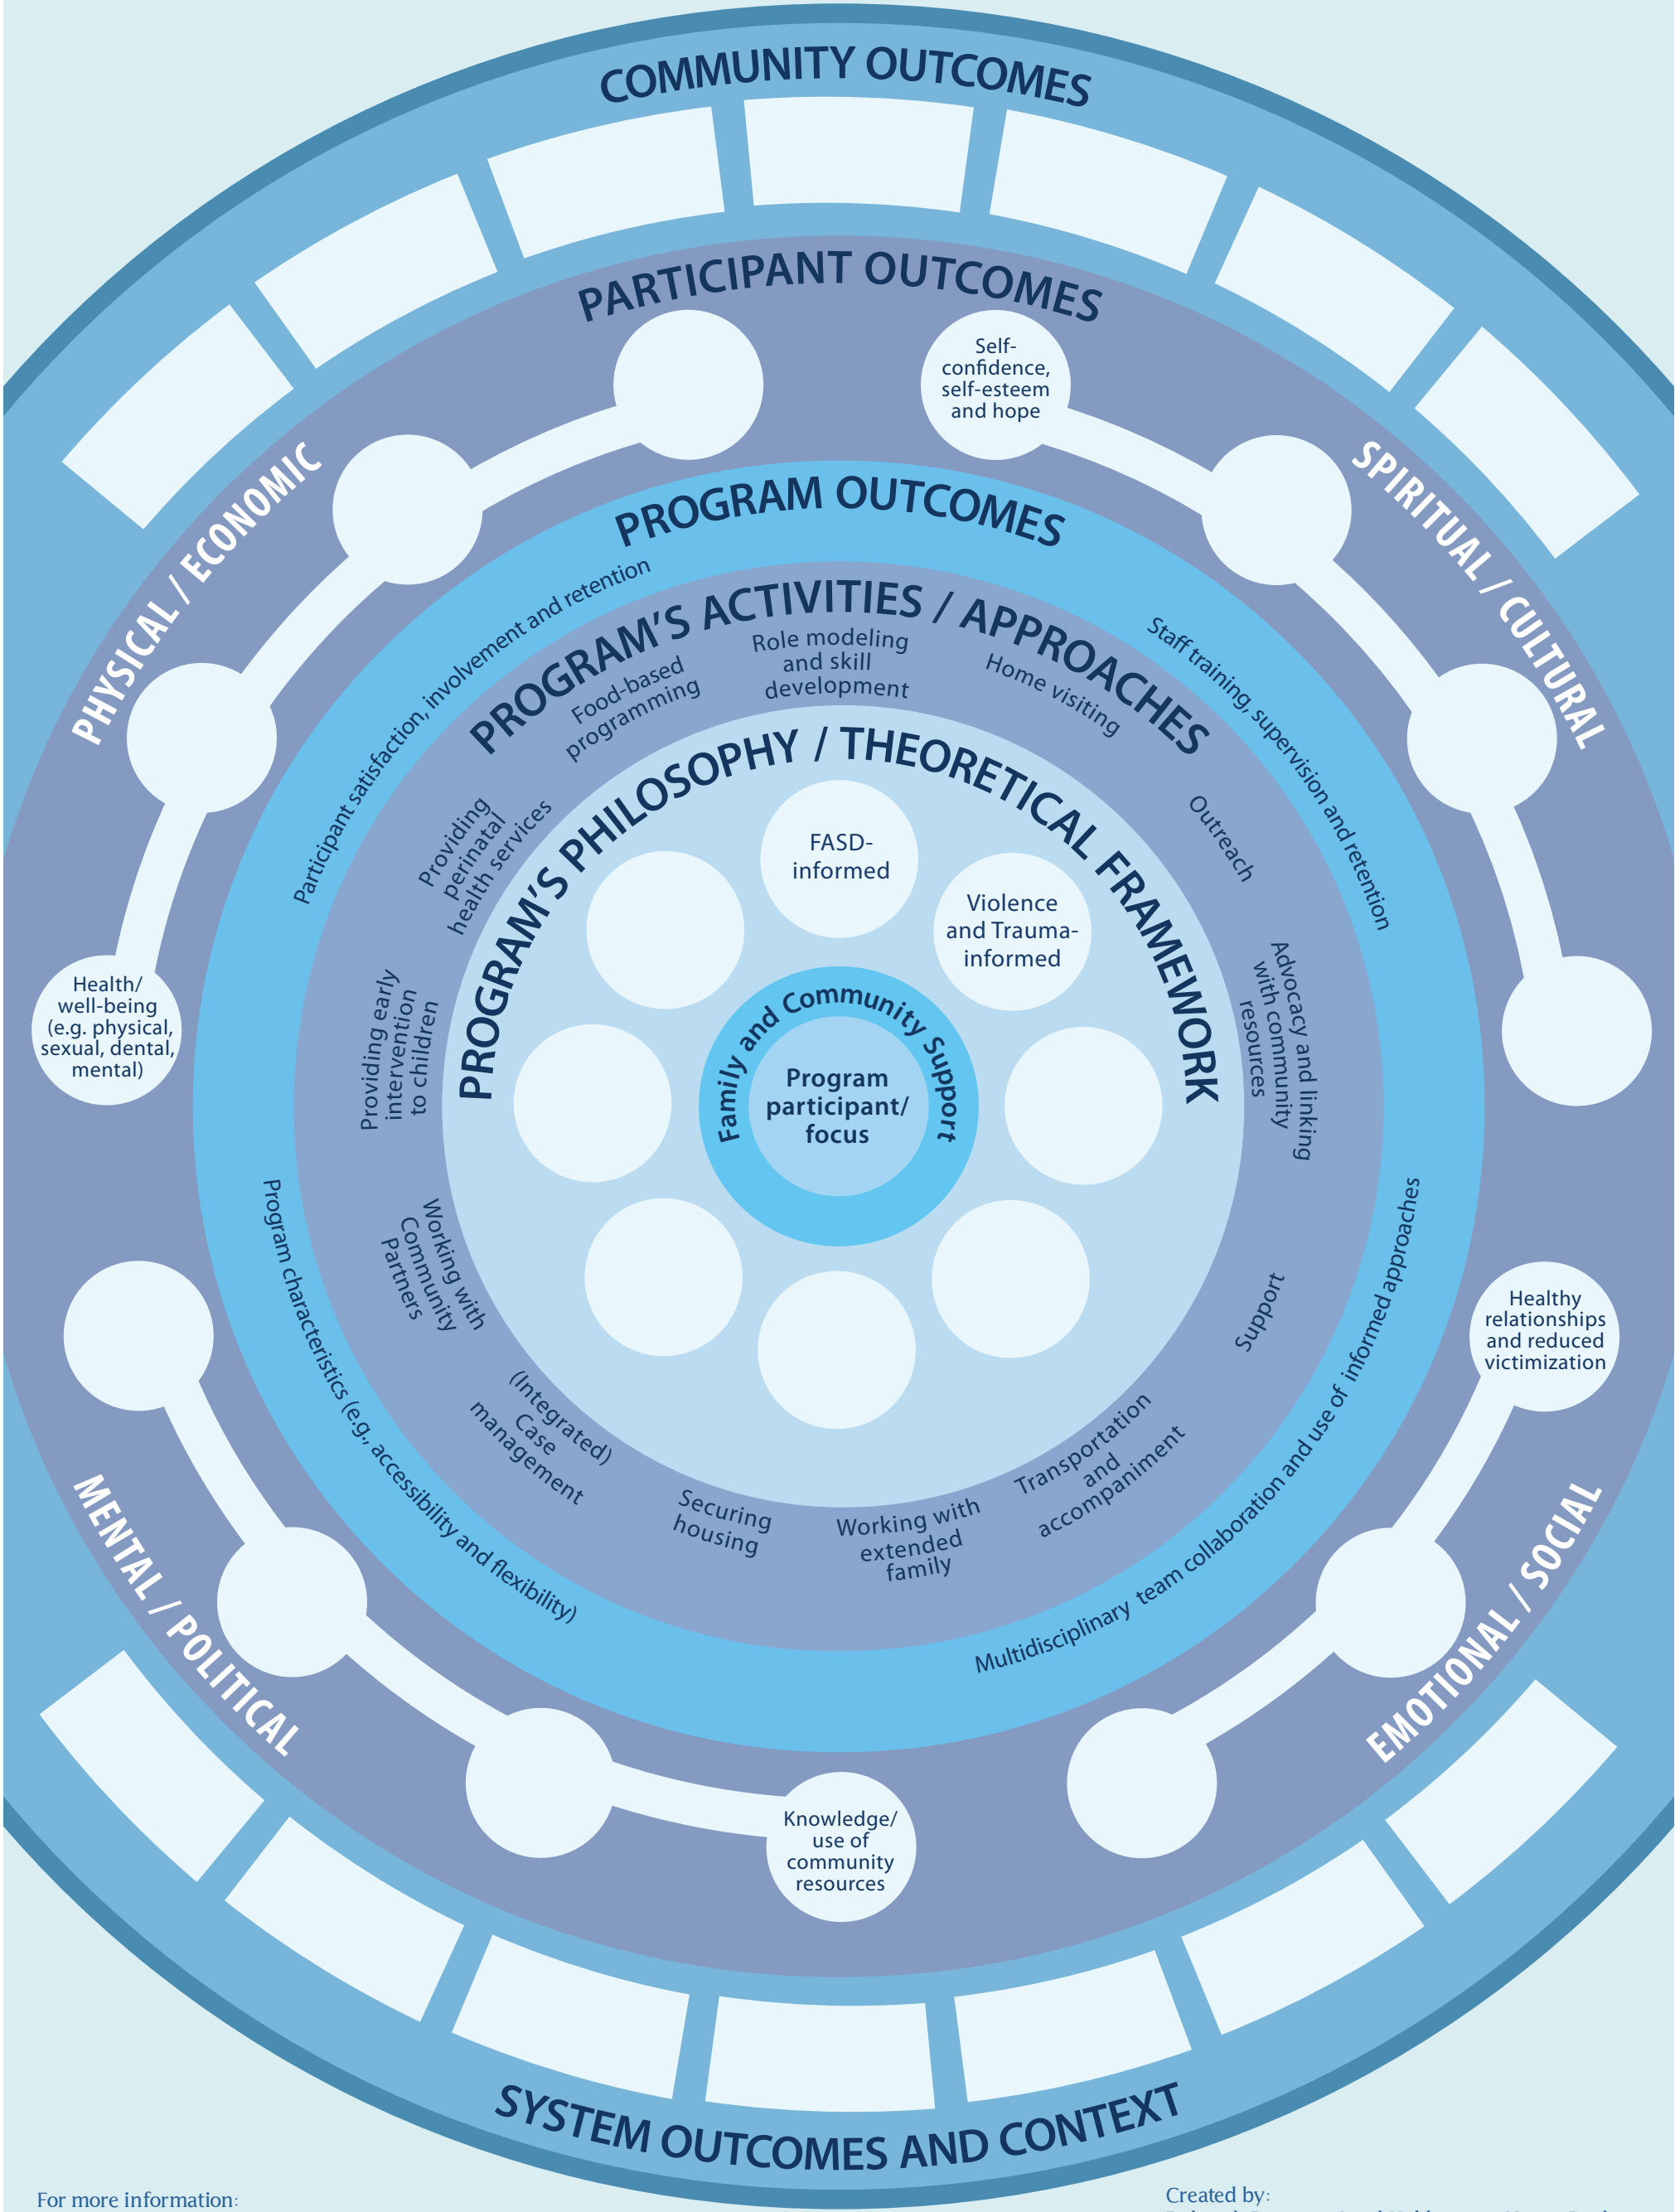 COMMUNITY OUTCOMES
PARTICIPANT OUTCOMES
Self-
confidence,
self-esteem
and hope
PHYSICAL / ECONOMIC
SPIRITUAL / CULTURAL
PROGRAM OUTCOMES
Participant satisfaction, involvement and retention
Staff training, supervision and retention
PROGRAM'S ACTIVITIES / APPROACHES
Food-based
programming
Role modeling
and skill
development
Home visiting
Providing
perinatal
health services
Outreach
PROGRAM'S PHILOSOPHY / THEORETICAL FRAMEWORK
FASD-
informed
Violence
and Trauma-
informed
Health/
well-being
(e.g. physical,
sexual, dental,
mental)
Providing early
intervention
to children
Advocacy and linking
with community
resources
Family and Community Support
Program
participant/
focus
Working with
Community
Partners
Support
Healthy
relationships
and reduced
victimization
Program characteristics (e.g., accessibility and flexibility)
Multidisciplinary team collaboration and use of informed approaches
(Integrated)
Case
management
Securing
housing
Working with
extended
family
Transportation
and
accompaniment
MENTAL / POLITICAL
EMOTIONAL / SOCIAL
Knowledge/
use of
community
resources
SYSTEM OUTCOMES AND CONTEXT
For more information:
Created by: